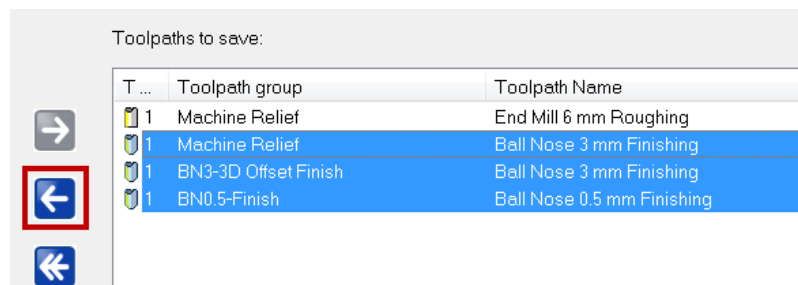 Toolpaths to save:
T... Toolpath group Toolpath Name
1 Machine Relief End Mill 6 mm Roughing
1 Machine Relief Ball Nose 3 mm Finishing
1 BN3-3D Offset Finish Ball Nose 3 mm Finishing
1 BN0.5-Finish Ball Nose 0.5 mm Finishing